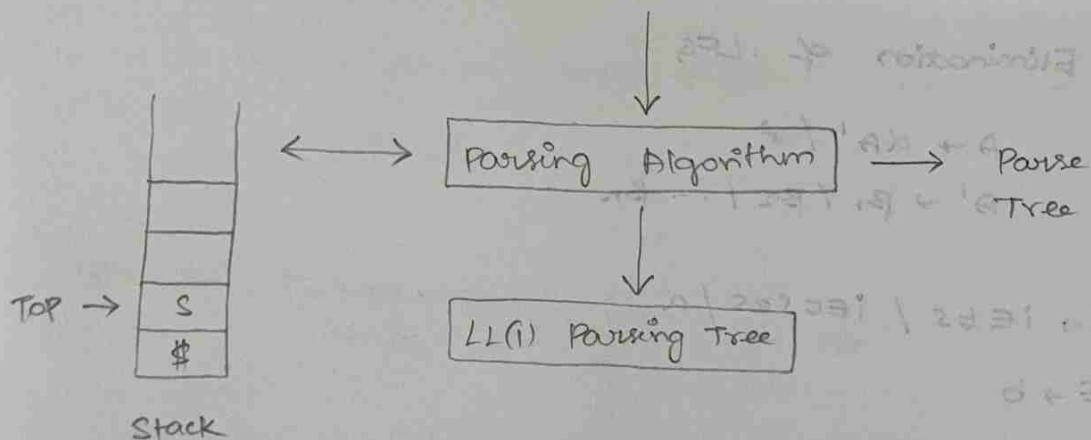 Parsing Algorithm
Parse
Tree
TOP → S
$
LL(1) Parsing Tree
Stack